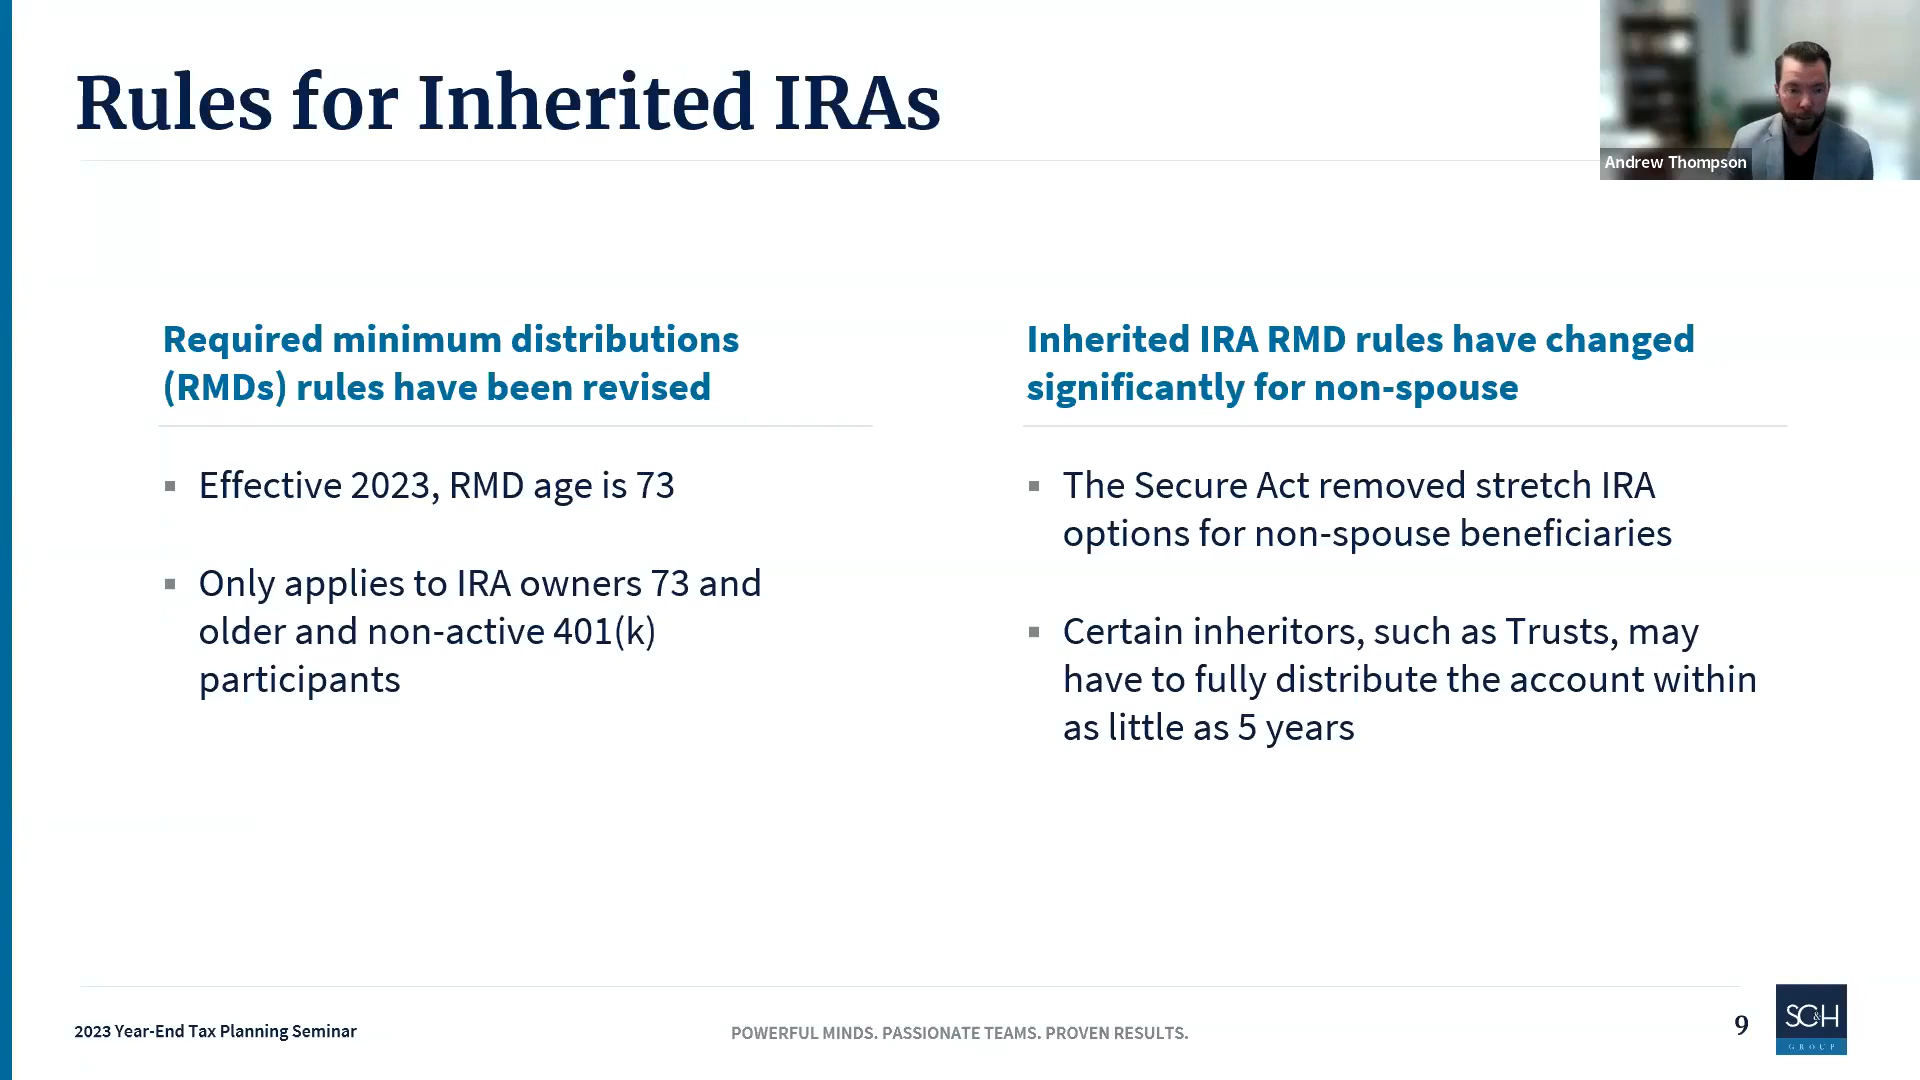 Rules for Inherited IRAs
Andrew Thompson
Required minimum distributions
(RMDs) rules have been revised
Effective 2023, RMD age is 73
Only applies to IRA owners 73 and
older and non-active 401(k)
participants
Inherited IRA RMD rules have changed
significantly for non-spouse
The Secure Act removed stretch IRA
options for non-spouse beneficiaries
Certain inheritors, such as Trusts, may
have to fully distribute the account within
as little as 5 years
2023 Year-End Tax Planning Seminar
POWERFUL MINDS. PASSIONATE TEAMS. PROVEN RESULTS.
9
SC&H
GROUP